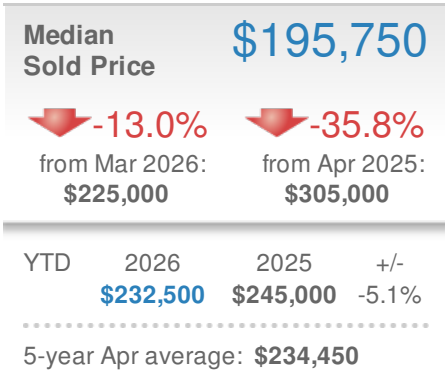 Median $195,750
Sold Price
-13.0% -35.8%
from Mar 2026: from Apr 2025:
$225,000 $305,000
YTD 2026 2025 +/-
$232,500 $245,000 -5.1%
5-year Apr average: $234,450